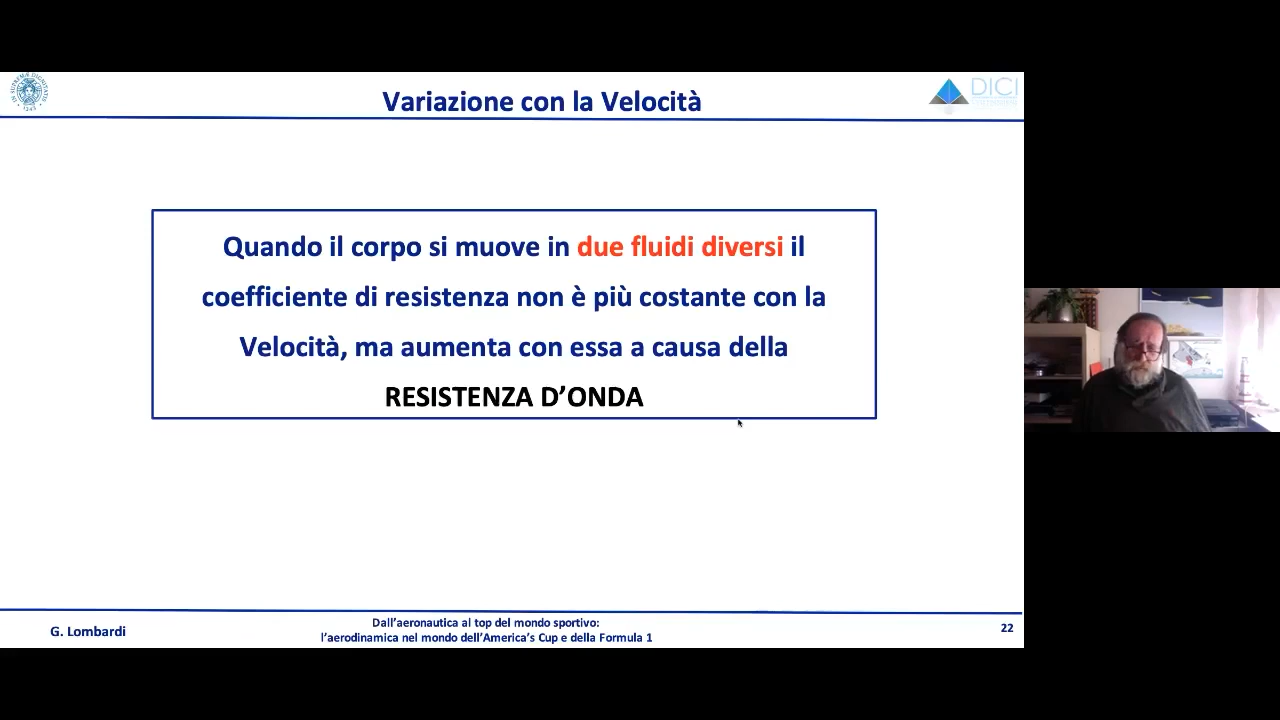 Variazione con la Velocità
DICI
Quando il corpo si muove in due fluidi diversi il
coefficiente di resistenza non è più costante con la
Velocità, ma aumenta con essa a causa della
RESISTENZA D'ONDA
G. Lombardi
Dall'aeronautica al top del mondo sportivo:
l'aerodinamica nel mondo dell'America's Cup e della Formula 1
22